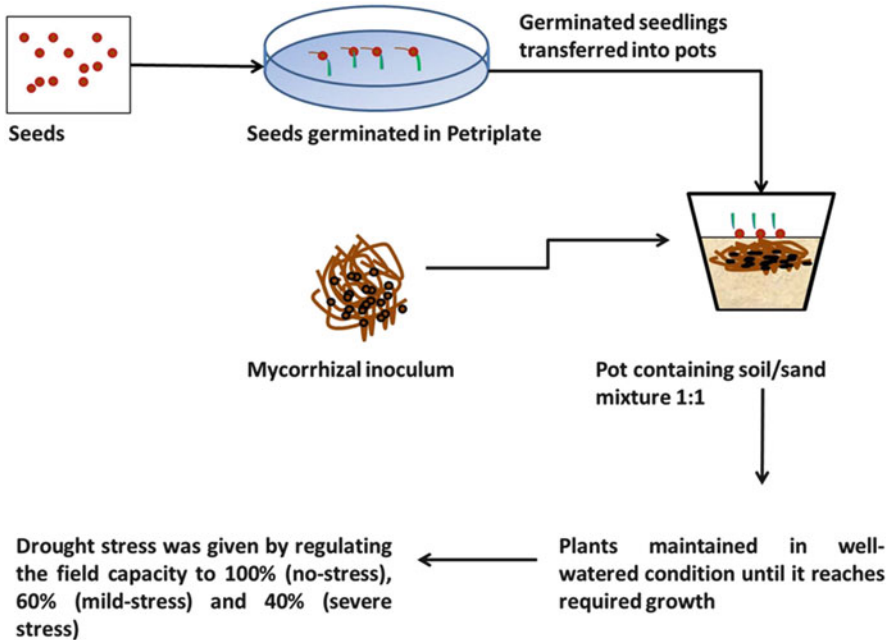 Germinated seedlings
transferred into pots
Seeds
Seeds germinated in Petriplate
Mycorrhizal inoculum
Pot containing soil/sand
mixture 1:1
Plants maintained in well-
watered condition until it reaches
required growth
Drought stress was given by regulating
the field capacity to 100% (no-stress),
60% (mild-stress) and 40% (severe
stress)